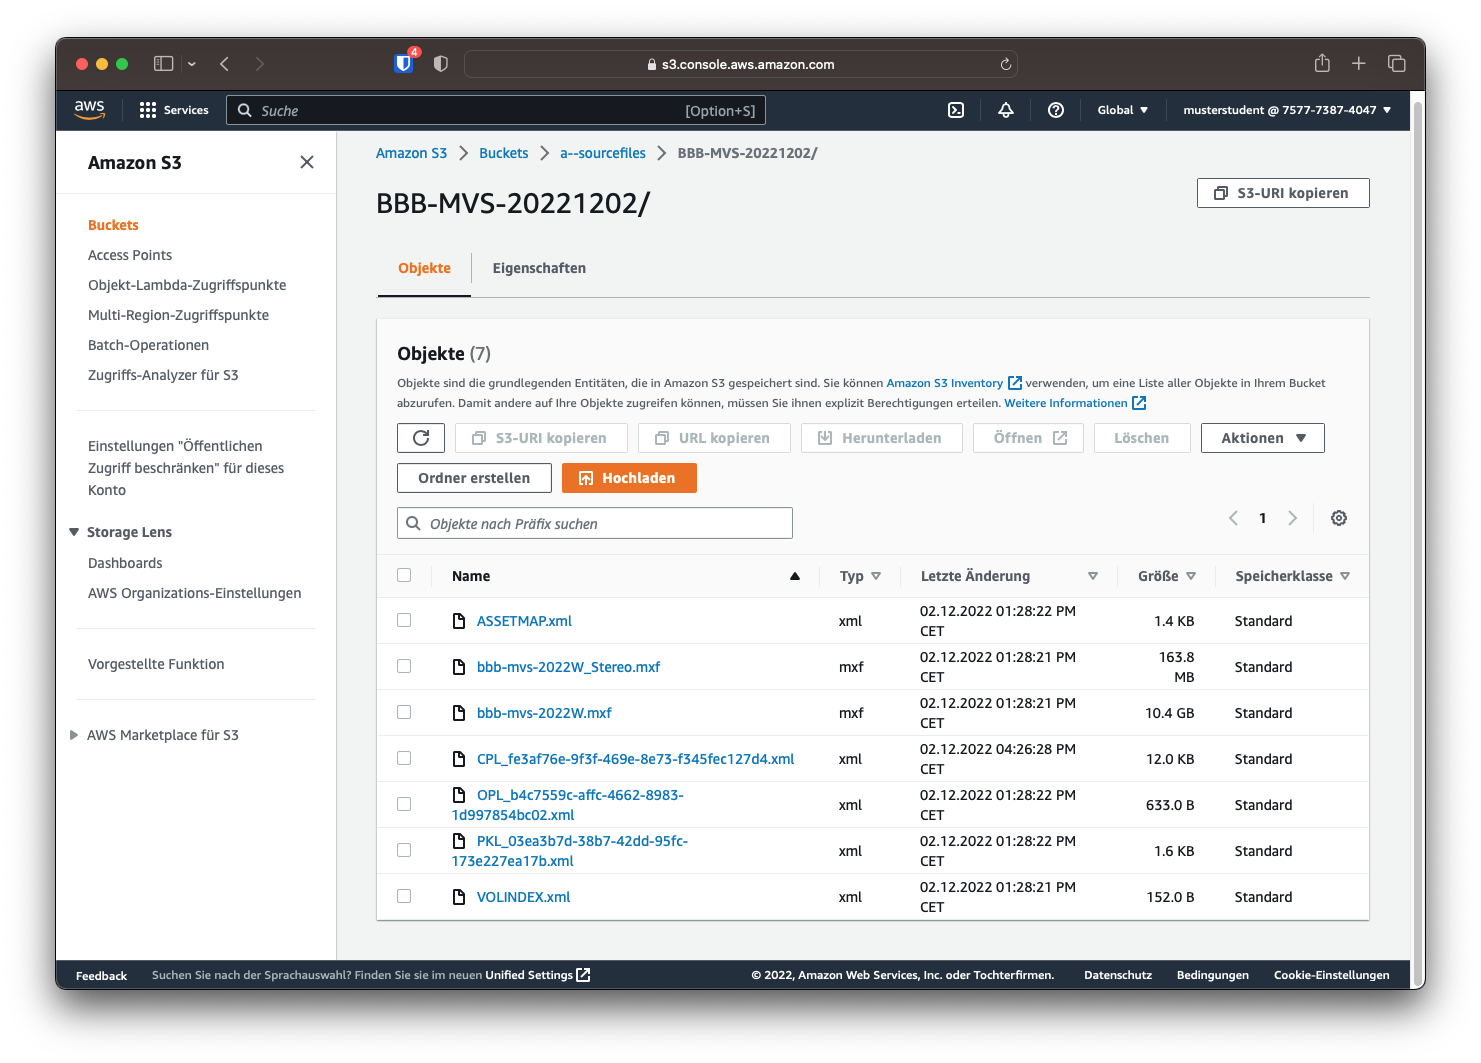 4
s3.console.aws.amazon.com
aws
Services
Suche
[Option+S]
Global
musterstudent @ 7577-7387-4047
Amazon S3
Buckets
Access Points
Objekt-Lambda-Zugriffspunkte
Multi-Region-Zugriffspunkte
Batch-Operationen
Zugriffs-Analyzer für S3
Einstellungen "Öffentlichen
Zugriff beschränken" für dieses
Konto
Storage Lens
Dashboards
AWS Organizations-Einstellungen
Vorgestellte Funktion
AWS Marketplace für S3
Amazon S3 > Buckets > a--sourcefiles > BBB-MVS-20221202/
BBB-MVS-20221202/
S3-URI kopieren
Objekte
Eigenschaften
Objekte (7)
Objekte sind die grundlegenden Entitäten, die in Amazon S3 gespeichert sind. Sie können Amazon S3 Inventory verwenden, um eine Liste aller Objekte in Ihrem Bucket
abzurufen. Damit andere auf Ihre Objekte zugreifen können, müssen Sie ihnen explizit Berechtigungen erteilen. Weitere Informationen
S3-URI kopieren
URL kopieren
Herunterladen
Öffnen
Löschen
Aktionen
Ordner erstellen
Hochladen
Objekte nach Präfix suchen
1
Name Typ Letzte Änderung Größe Speicherklasse
ASSETMAP.xml xml 02.12.2022 01:28:22 PM CET 1.4 KB Standard
bbb-mvs-2022W_Stereo.mxf mxf 02.12.2022 01:28:21 PM CET 163.8 MB Standard
bbb-mvs-2022W.mxf mxf 02.12.2022 01:28:21 PM CET 10.4 GB Standard
CPL_fe3af76e-9f3f-469e-8e73-f345fec127d4.xml xml 02.12.2022 04:26:28 PM CET 12.0 KB Standard
OPL_b4c7559c-affc-4662-8983-1d997854bc02.xml xml 02.12.2022 01:28:22 PM CET 633.0 B Standard
PKL_03ea3b7d-38b7-42dd-95fc-173e227ea17b.xml xml 02.12.2022 01:28:22 PM CET 1.6 KB Standard
VOLINDEX.xml xml 02.12.2022 01:28:21 PM CET 152.0 B Standard
Feedback
Suchen Sie nach der Sprachauswahl? Finden Sie sie im neuen Unified Settings
© 2022, Amazon Web Services, Inc. oder Tochterfirmen.
Datenschutz
Bedingungen
Cookie-Einstellungen